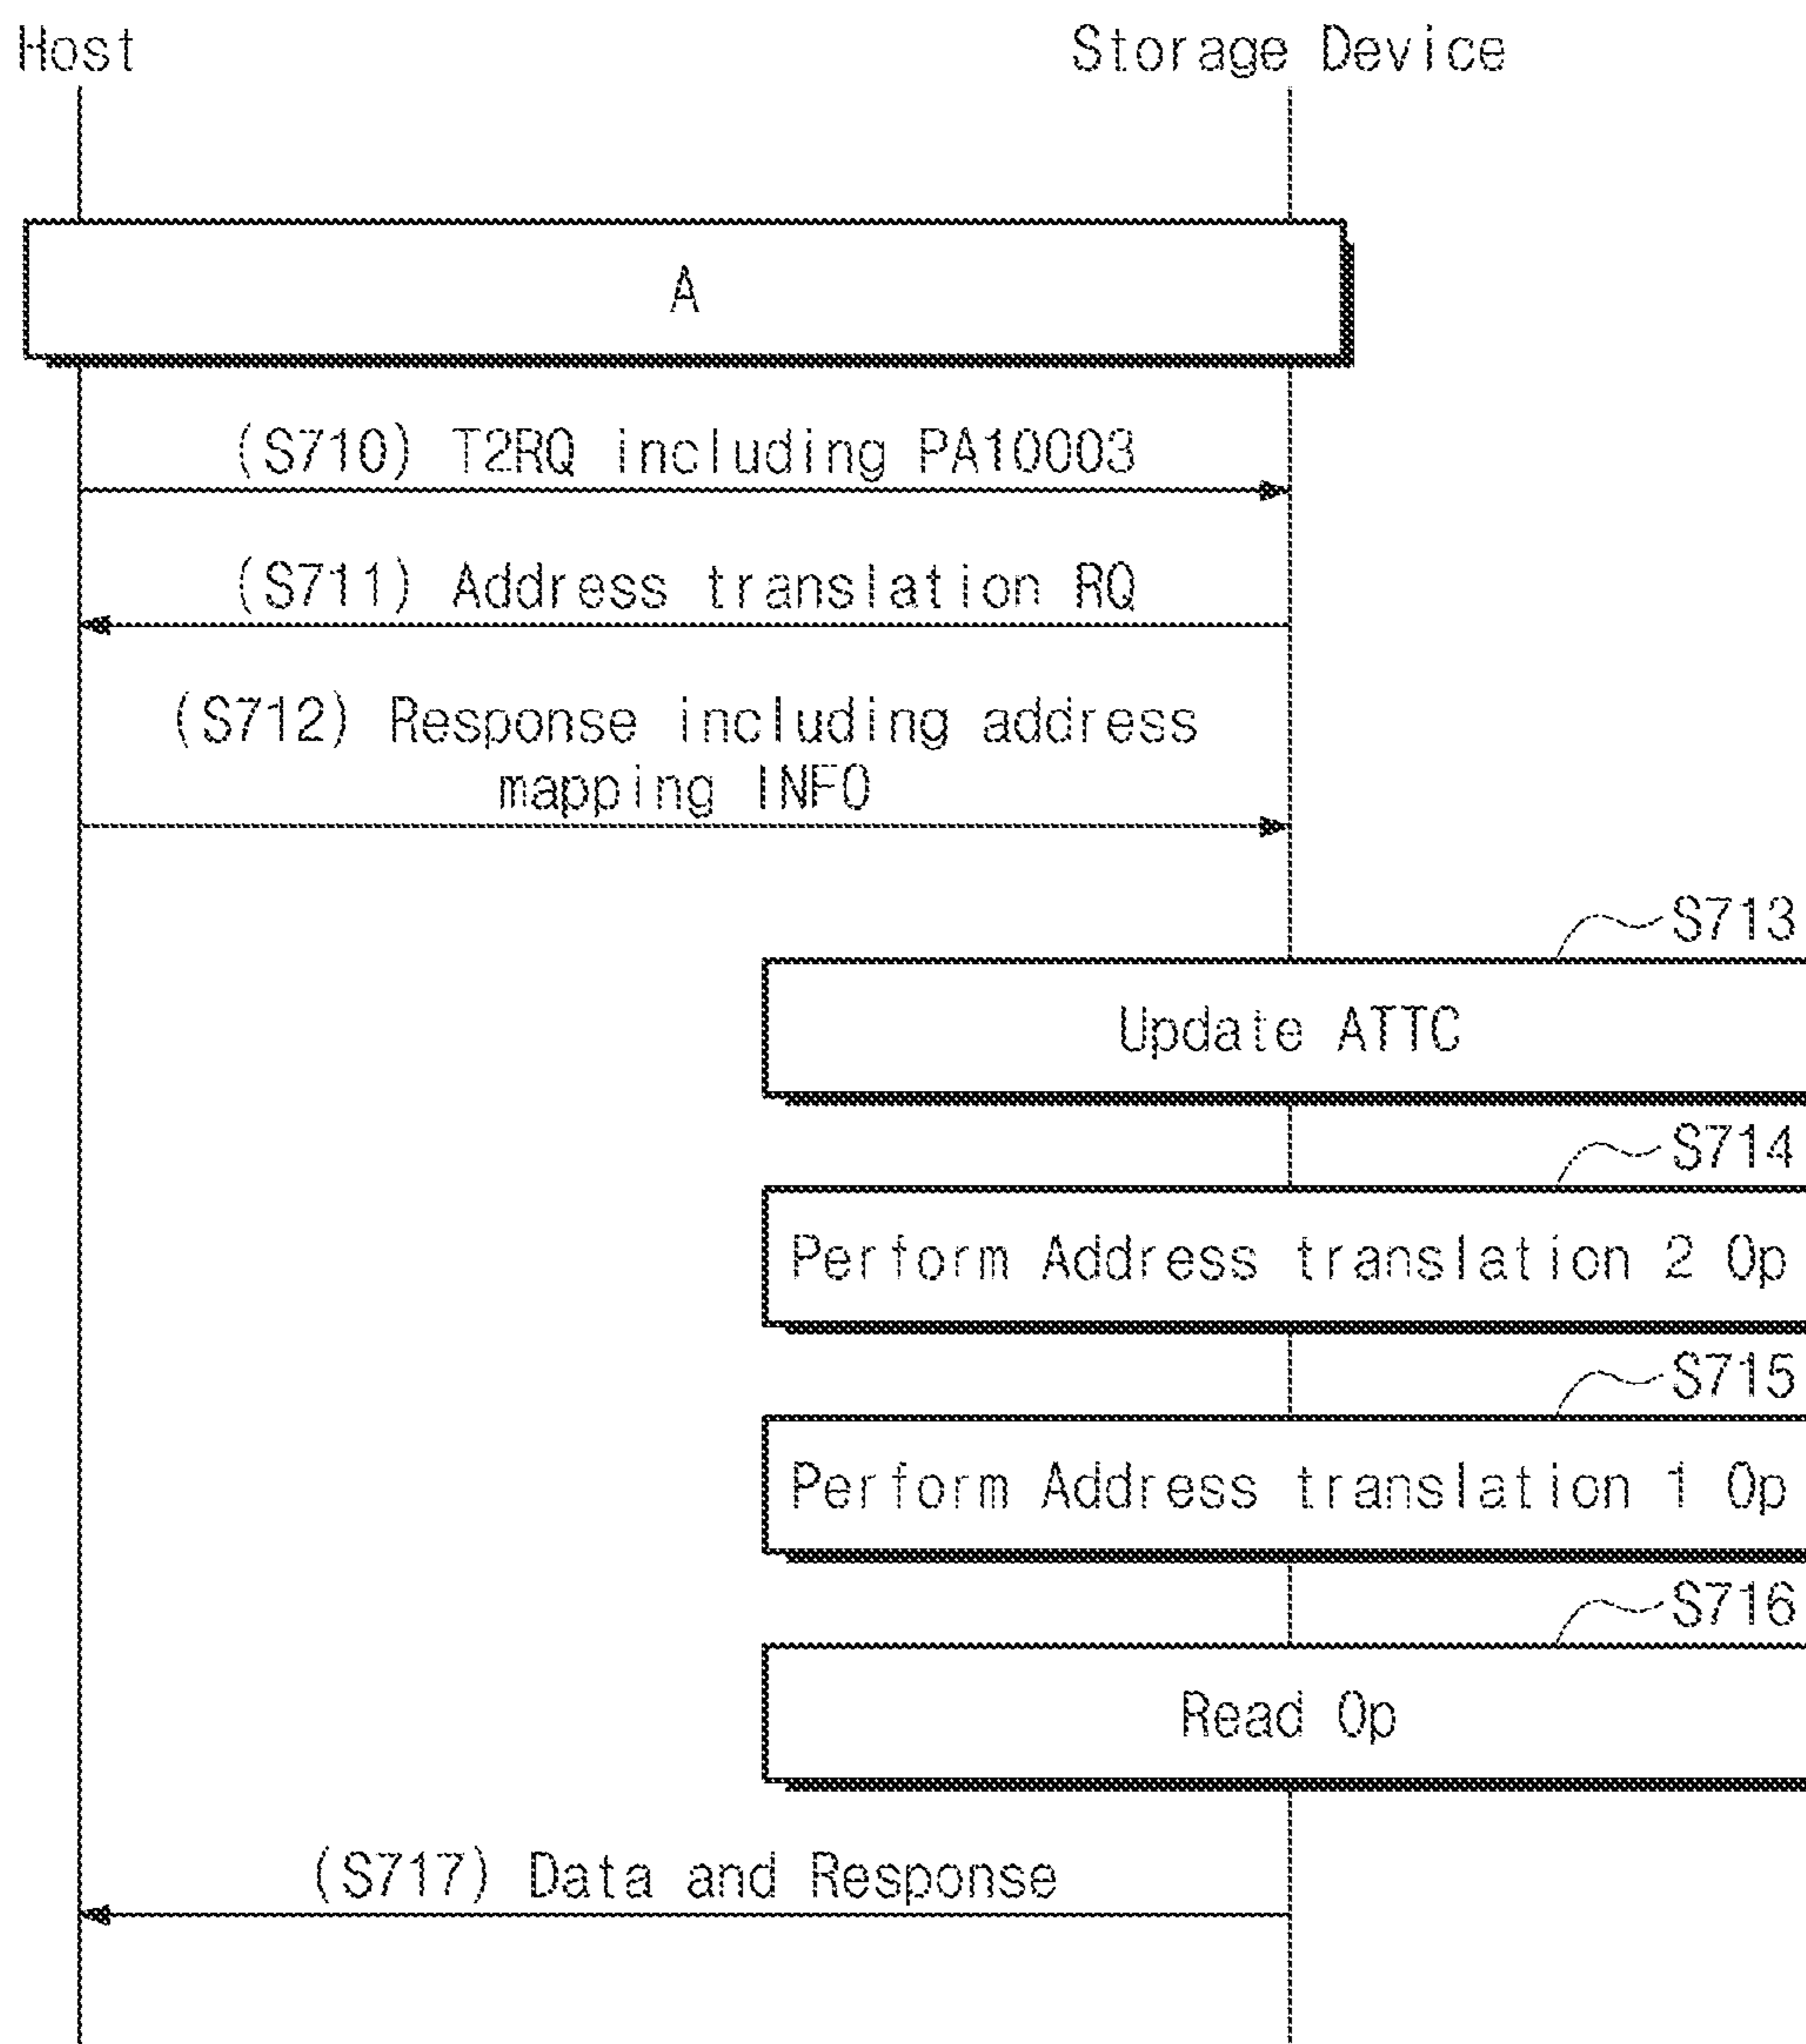 Host
Storage Device
A
(S710) T2RQ including PA10003
(S711) Address translation RQ
(S712) Response including address
mapping INFO
S713
Update ATTC
S714
Perform Address translation 2 Op
S715
Perform Address translation 1 Op
S716
Read Op
(S717) Data and Response